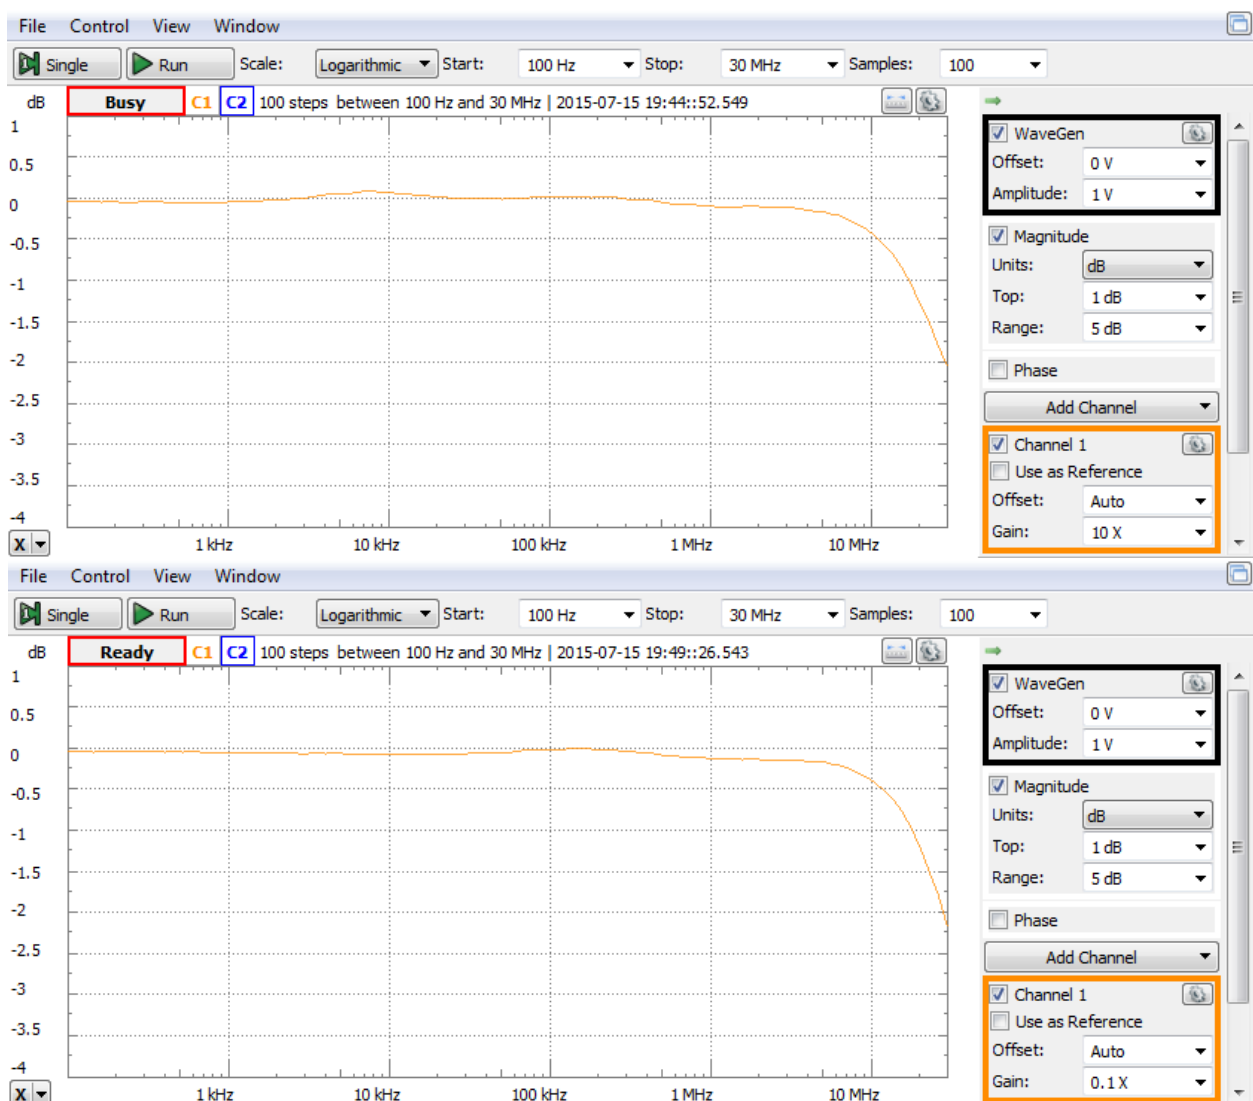 File Control View Window
Single Run Scale: Logarithmic Start: 100 Hz Stop: 30 MHz Samples: 100
dB Busy C1 C2 100 steps between 100 Hz and 30 MHz | 2015-07-15 19:44::52.549
1
0.5
0
-0.5
-1
-1.5
-2
-2.5
-3
-3.5
-4
X 1 kHz 10 kHz 100 kHz 1 MHz 10 MHz
WaveGen
Offset: 0 V
Amplitude: 1 V
Magnitude
Units: dB
Top: 1 dB
Range: 5 dB
Phase
Add Channel
Channel 1
Use as Reference
Offset: Auto
Gain: 10 X
File Control View Window
Single Run Scale: Logarithmic Start: 100 Hz Stop: 30 MHz Samples: 100
dB Ready C1 C2 100 steps between 100 Hz and 30 MHz | 2015-07-15 19:49::26.543
1
0.5
0
-0.5
-1
-1.5
-2
-2.5
-3
-3.5
-4
X 1 kHz 10 kHz 100 kHz 1 MHz 10 MHz
WaveGen
Offset: 0 V
Amplitude: 1 V
Magnitude
Units: dB
Top: 1 dB
Range: 5 dB
Phase
Add Channel
Channel 1
Use as Reference
Offset: Auto
Gain: 0.1 X